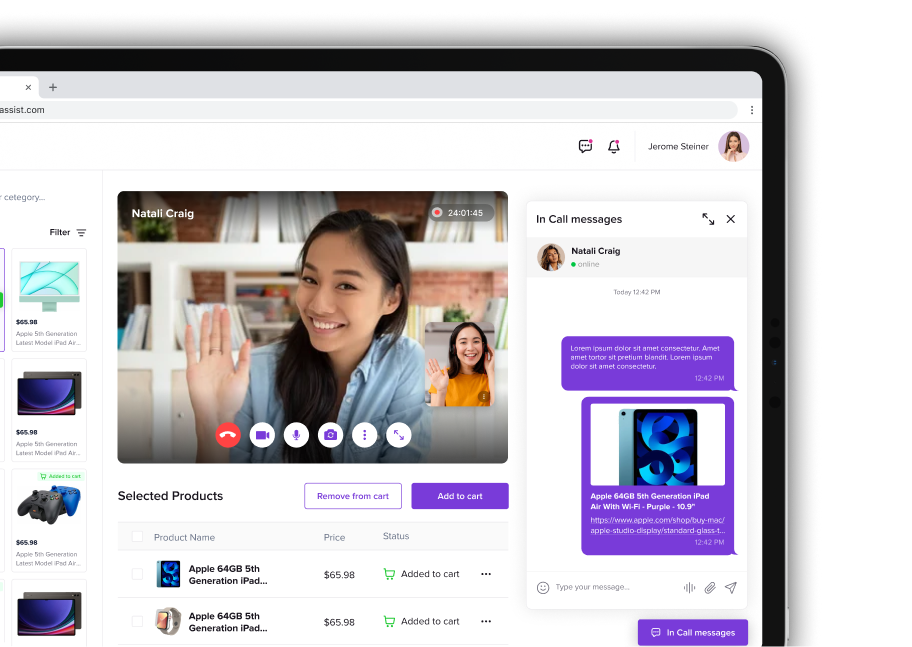 assist.com
Jerome Steiner
cetegory...
Filter
$65.98
Apple 5th Generation
Latest Model iPad Air...
$65.98
Apple 5th Generation
Latest Model iPad Air...
Added to cart
$65.98
Apple 5th Generation
Latest Model iPad Air...
Natali Craig
24:01:45
Selected Products
Remove from cart
Add to cart
Product Name Price Status
Apple 64GB 5th
Generation iPad...
$65.98
Added to cart
Apple 64GB 5th
Generation iPad...
$65.98
Added to cart
In Call messages
Natali Craig
online
Today 12:42 PM
Lorem ipsum dolor sit amet consectetur. Amet
amet tortor sit pretium blandit. Lorem ipsum
dolor sit amet consectetur.
12:42 PM
Apple 64GB 5th Generation iPad
Air With Wi-Fi - Purple - 10.9"
https://www.apple.com/shop/buy-mac/
apple-studio-display/standard-glass-t...
12:42 PM
Type your message...
In Call messages